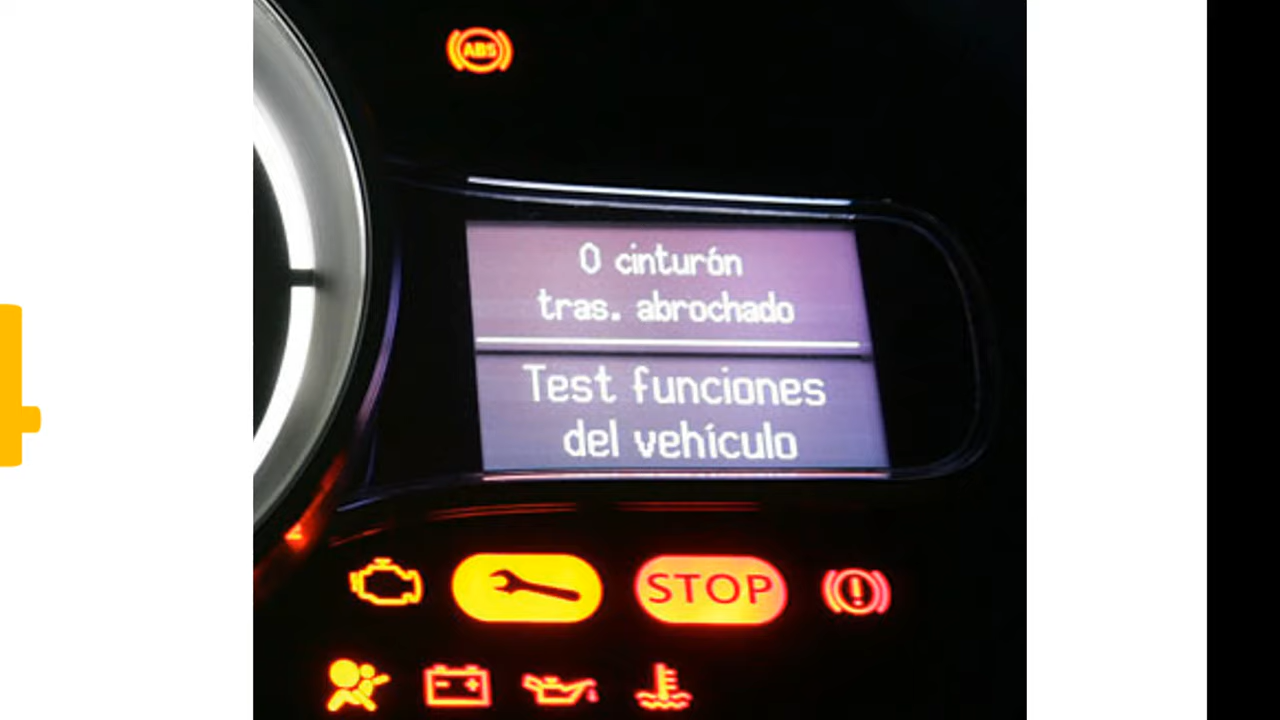 ABS
0 cinturón
tras. abrochado
Test funciones
del vehículo
STOP